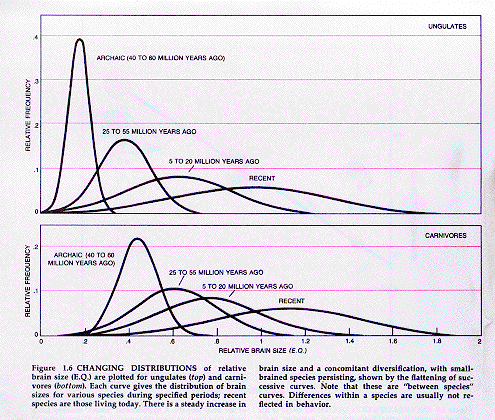 UNGULATES
.4
ARCHAIC (40 TO 60 MILLION YEARS AGO)
.3
RELATIVE FREQUENCY
.2
25 TO 55 MILLION YEARS AGO
5 TO 20 MILLION YEARS AGO
.1
RECENT
0
CARNIVORES
.2
ARCHAIC (40 TO 60
MILLION YEARS AGO)
RELATIVE FREQUENCY
25 TO 55 MILLION YEARS AGO
.1
5 TO 20 MILLION YEARS AGO
RECENT
0
0 .2 .4 .6 .8 1 1.2 1.4 1.6 1.8 2
RELATIVE BRAIN SIZE (E.Q.)
Figure 1.6 CHANGING DISTRIBUTIONS of relative
brain size (E.Q.) are plotted for ungulates (top) and carni-
vores (bottom). Each curve gives the distribution of brain
sizes for various species during specified periods; recent
species are those living today. There is a steady increase in
brain size and a concomitant diversification, with small-
brained species persisting, shown by the flattening of suc-
cessive curves. Note that these are "between species"
curves. Differences within a species are usually not re-
flected in behavior.